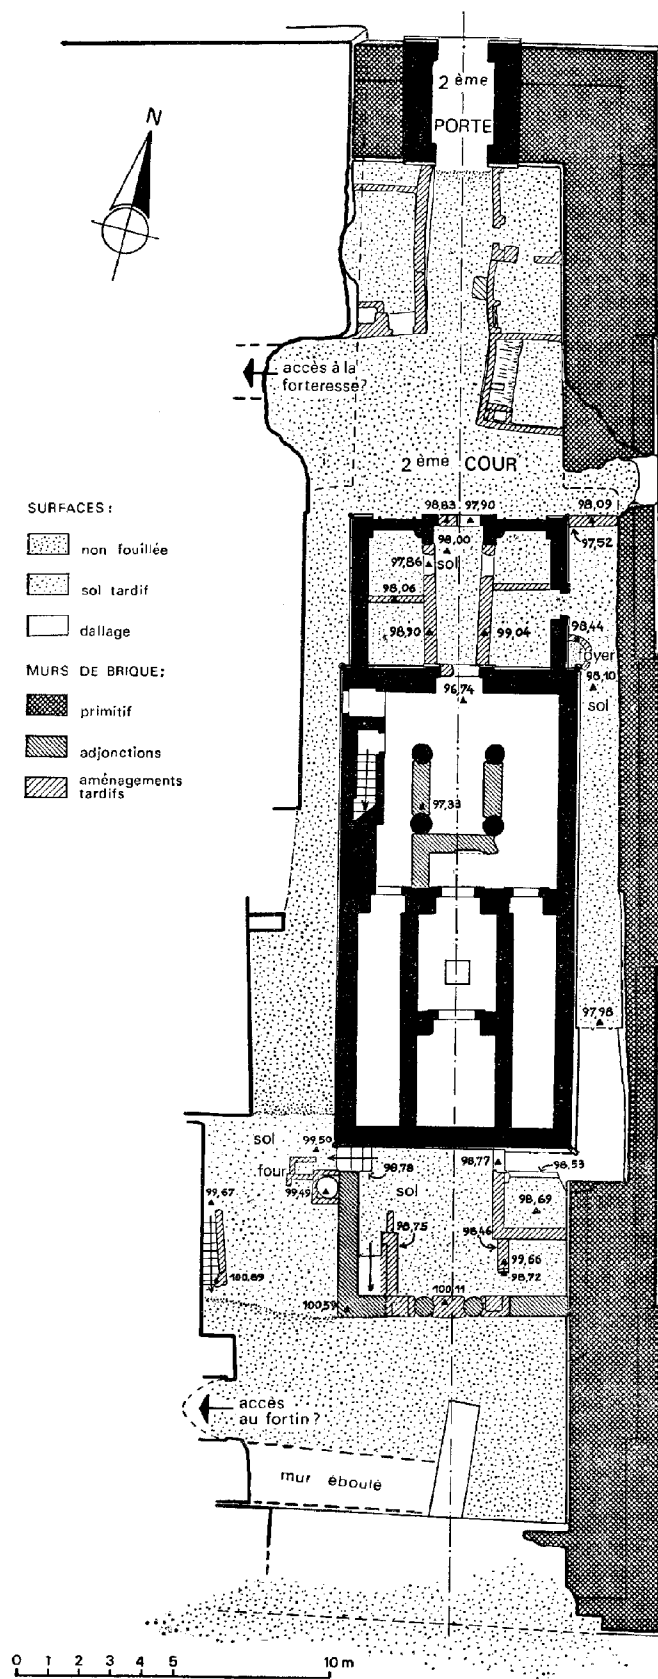 2ème
PORTE
N
accès à la
forteresse?
2ème COUR
SURFACES:
non fouillée
sol tardif
dallage
MURS DE BRIQUE:
primitif
adjonctions
aménagements
tardifs
98,83 97,90 98,09
98,00 97,52
97,86 sol
98,06
98,90 99,04 98,44
foyer
98,10
96,74
sol
97,33
97,98
sol 99,50
98,77 98,53
four 98,78
99,49 sol
99,67 98,69
98,75 98,46
99,66
100,89 98,72
100,59 100,11
accès
au fortin?
mur éboulé
0 1 2 3 4 5 10 m